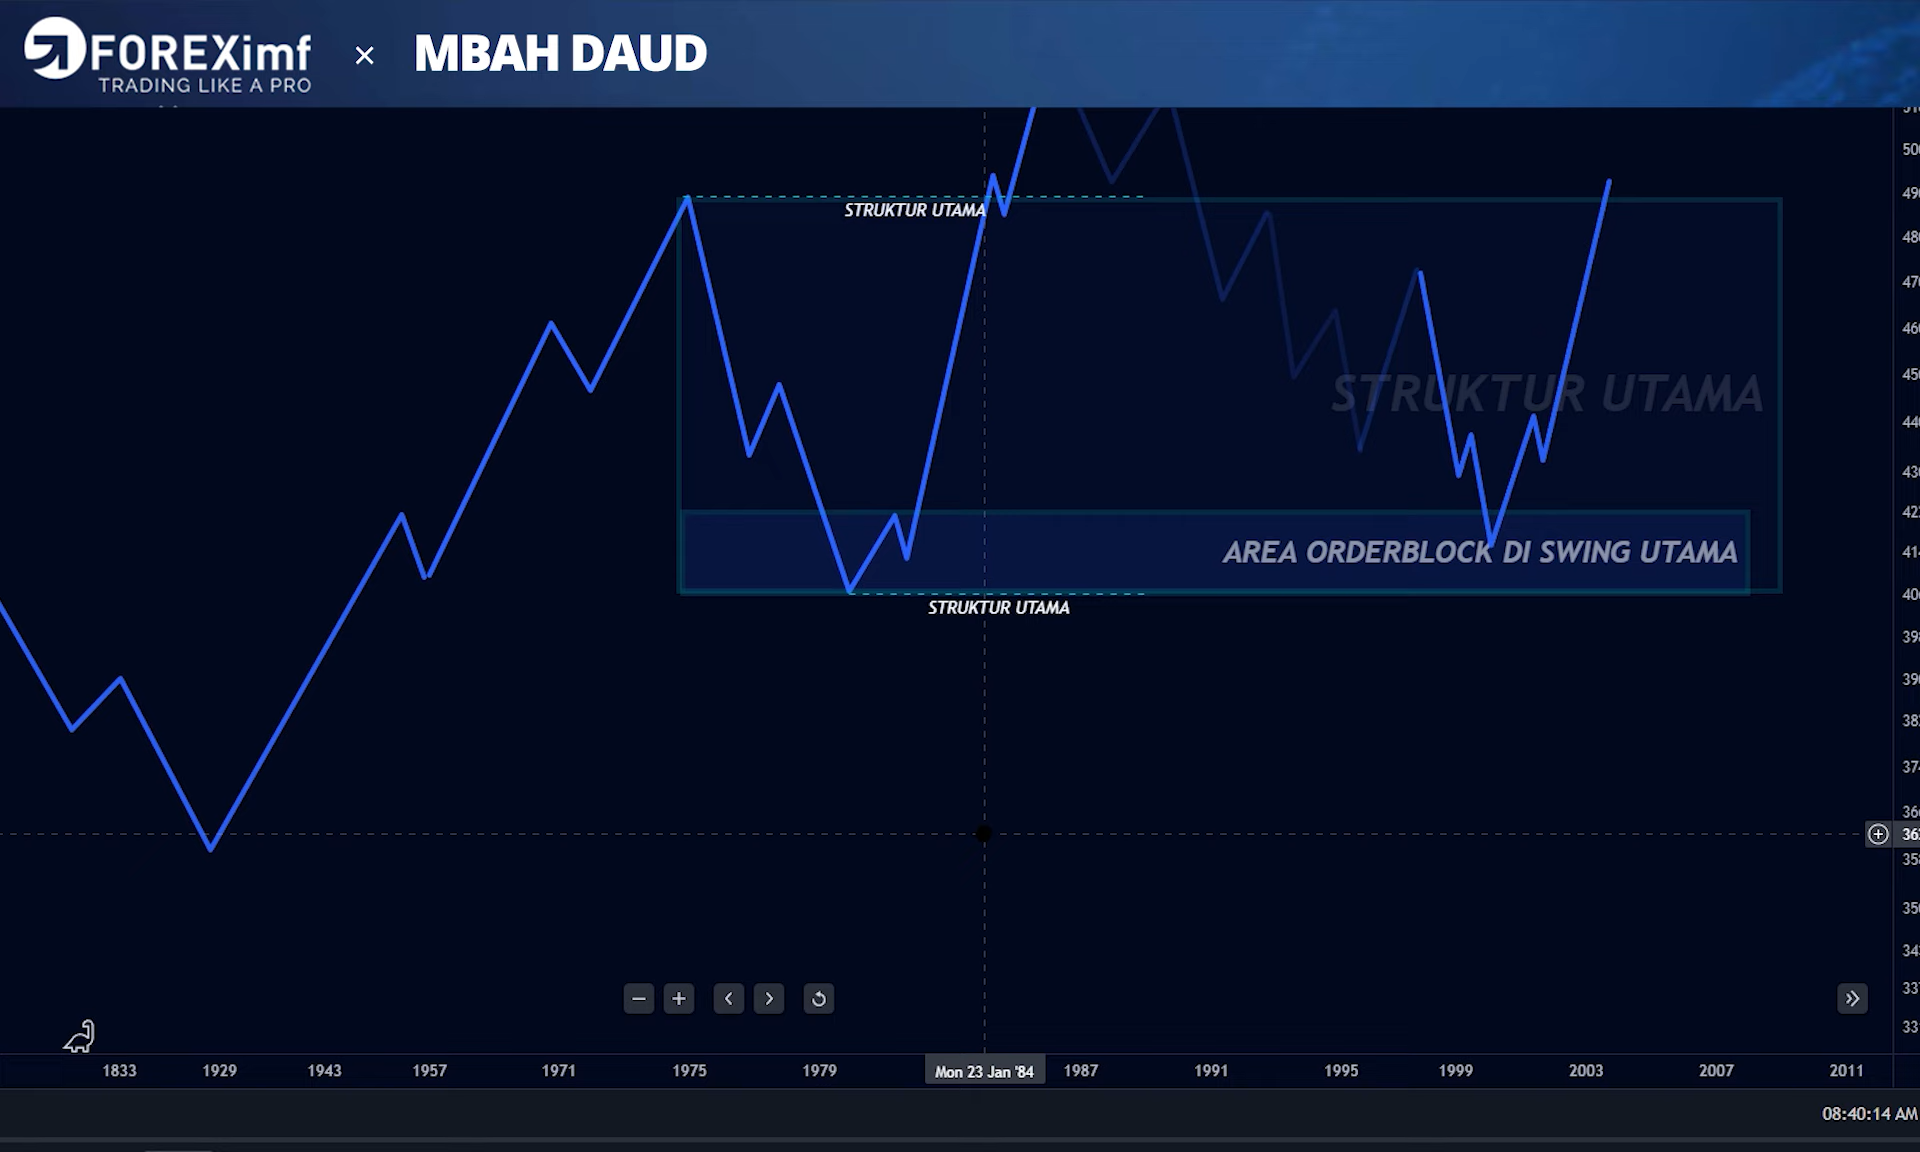 FOREXimf × MBAH DAUD
TRADING LIKE A PRO
STRUKTUR UTAMA
STRUKTUR UTAMA
AREA ORDERBLOCK DI SWING UTAMA
STRUKTUR UTAMA
1833 1929 1943 1957 1971 1975 1979 Mon 23 Jan '84 1987 1991 1995 1999 2003 2007 2011
08:40:14 AM